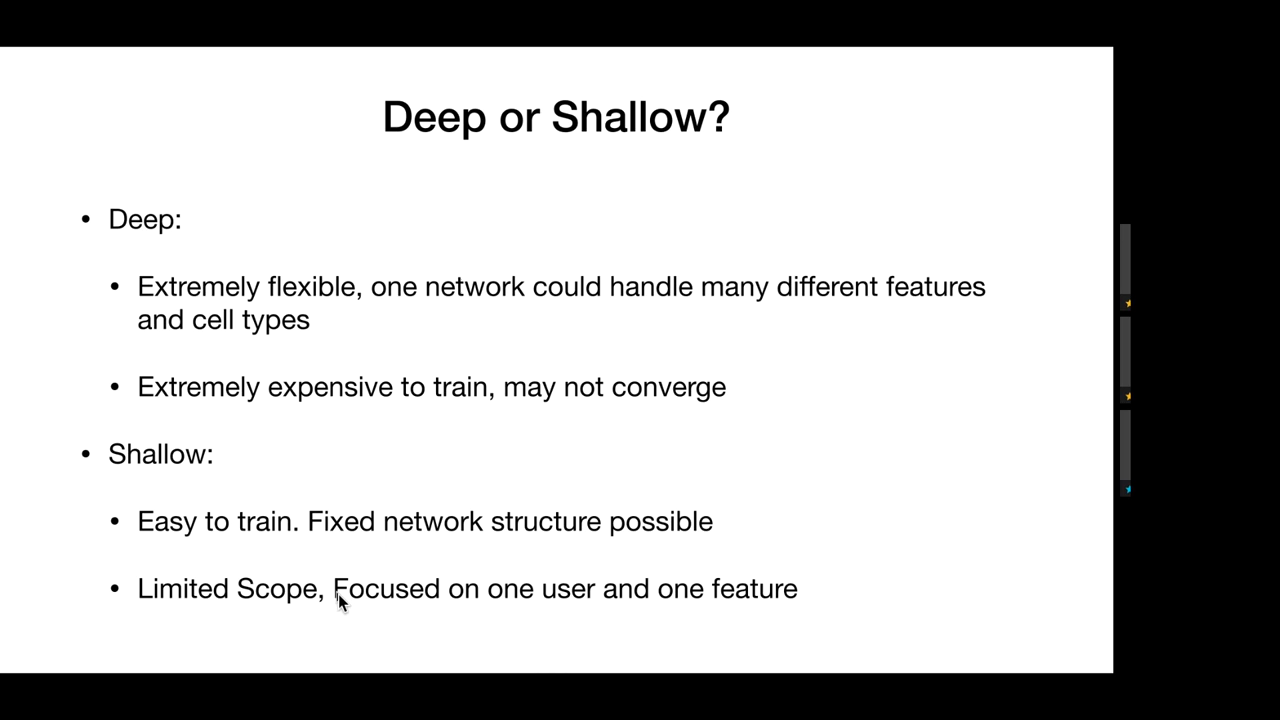 Deep or Shallow?
• Deep:
• Extremely flexible, one network could handle many different features
and cell types
• Extremely expensive to train, may not converge
• Shallow:
• Easy to train. Fixed network structure possible
• Limited Scope, Focused on one user and one feature